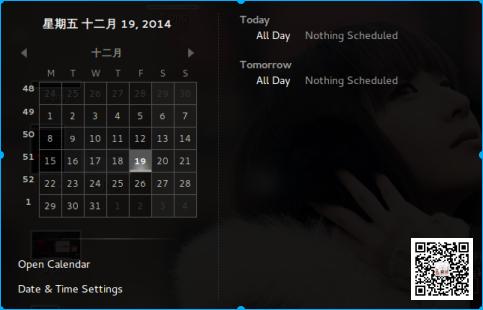 星期五 十二月 19, 2014
十二月
M T W T F S S
48 24 25 26 27 28 29 30
49 1 2 3 4 5 6 7
50 8 9 10 11 12 13 14
51 15 16 17 18 19 20 21
52 22 23 24 25 26 27 28
1 29 30 31 1 2 3 4
Open Calendar
Date & Time Settings
Today
All Day Nothing Scheduled
Tomorrow
All Day Nothing Scheduled